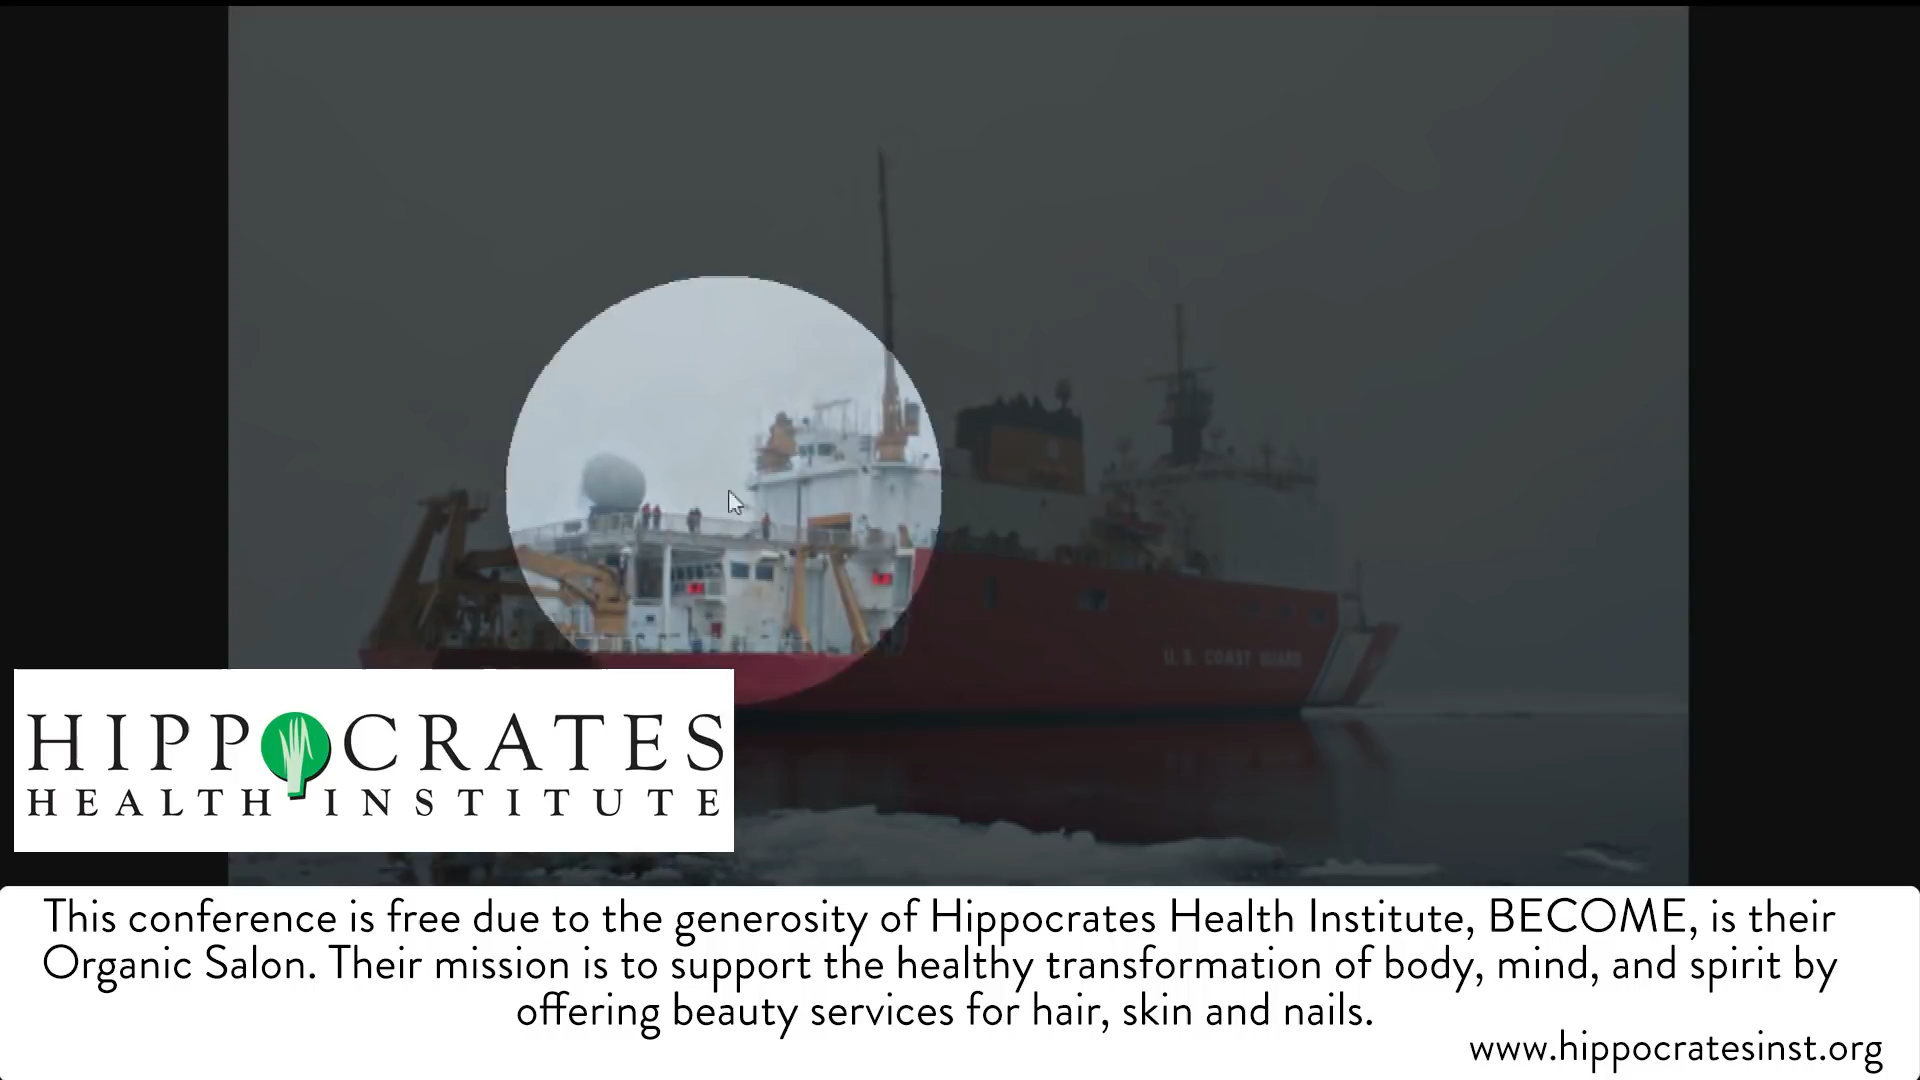 U.S. COAST GUARD
HIPPOCRATES
HEALTH INSTITUTE
This conference is free due to the generosity of Hippocrates Health Institute, BECOME, is their
Organic Salon. Their mission is to support the healthy transformation of body, mind, and spirit by
offering beauty services for hair, skin and nails.
www.hippocratesinst.org